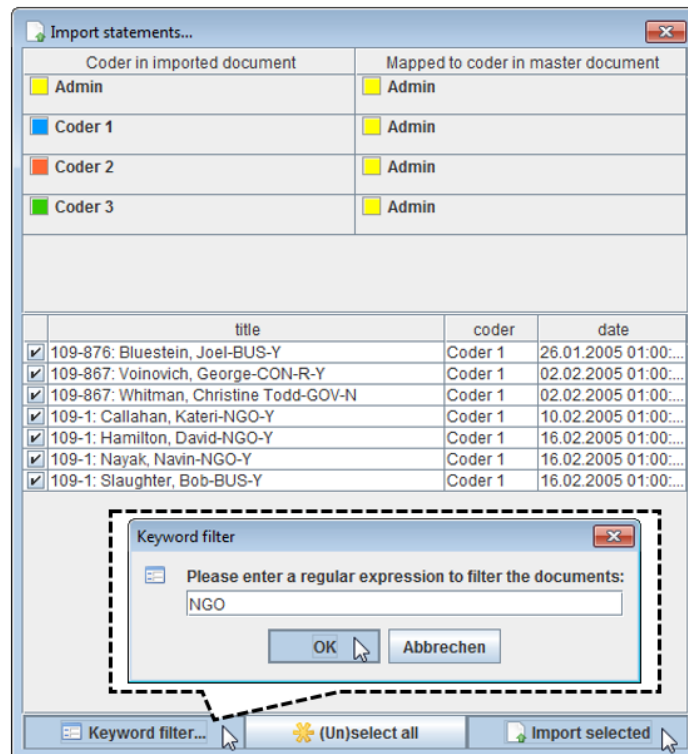 Import statements...
Coder in imported document Mapped to coder in master document
Admin Admin
Coder 1 Admin
Coder 2 Admin
Coder 3 Admin
title coder date
109-876: Bluestein, Joel-BUS-Y Coder 1 26.01.2005 01:00:...
109-867: Voinovich, George-CON-R-Y Coder 1 02.02.2005 01:00:...
109-867: Whitman, Christine Todd-GOV-N Coder 1 02.02.2005 01:00:...
109-1: Callahan, Kateri-NGO-Y Coder 1 10.02.2005 01:00:...
109-1: Hamilton, David-NGO-Y Coder 1 16.02.2005 01:00:...
109-1: Nayak, Navin-NGO-Y Coder 1 16.02.2005 01:00:...
109-1: Slaughter, Bob-BUS-Y Coder 1 16.02.2005 01:00:...
Keyword filter
Please enter a regular expression to filter the documents:
NGO
OK Abbrechen
Keyword filter... (Un)select all Import selected